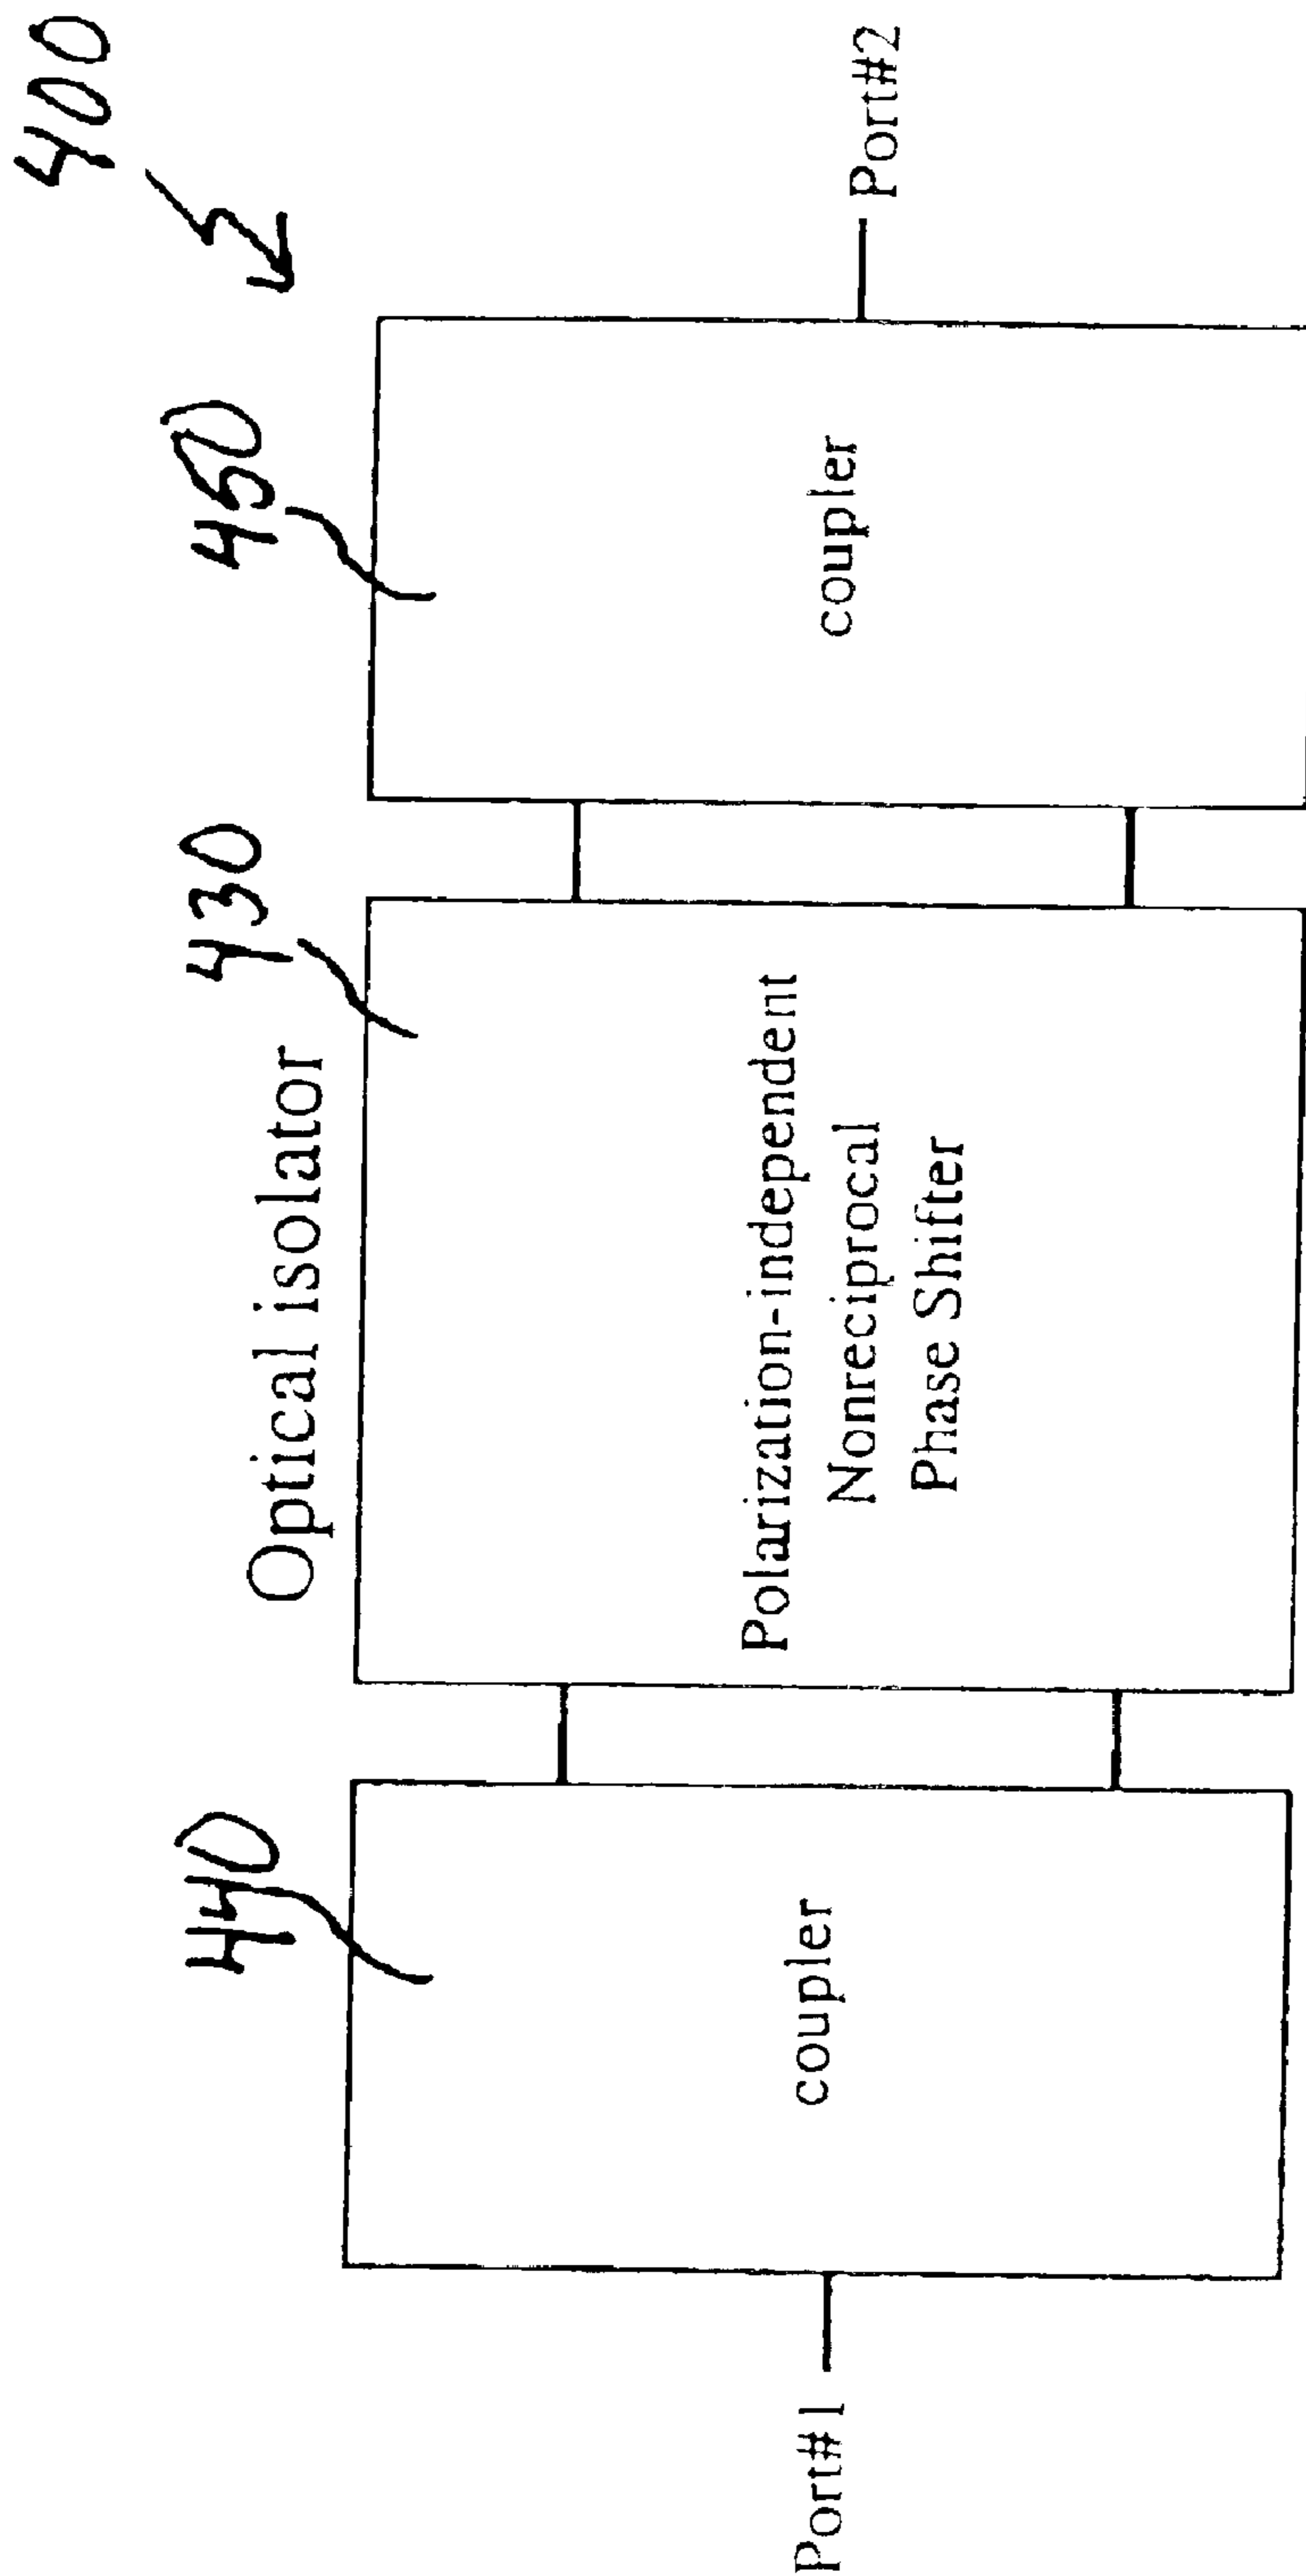 400
Optical isolator
440
430
450
Port#1
coupler
Polarization-independent
Nonreciprocal
Phase Shifter
coupler
Port#2